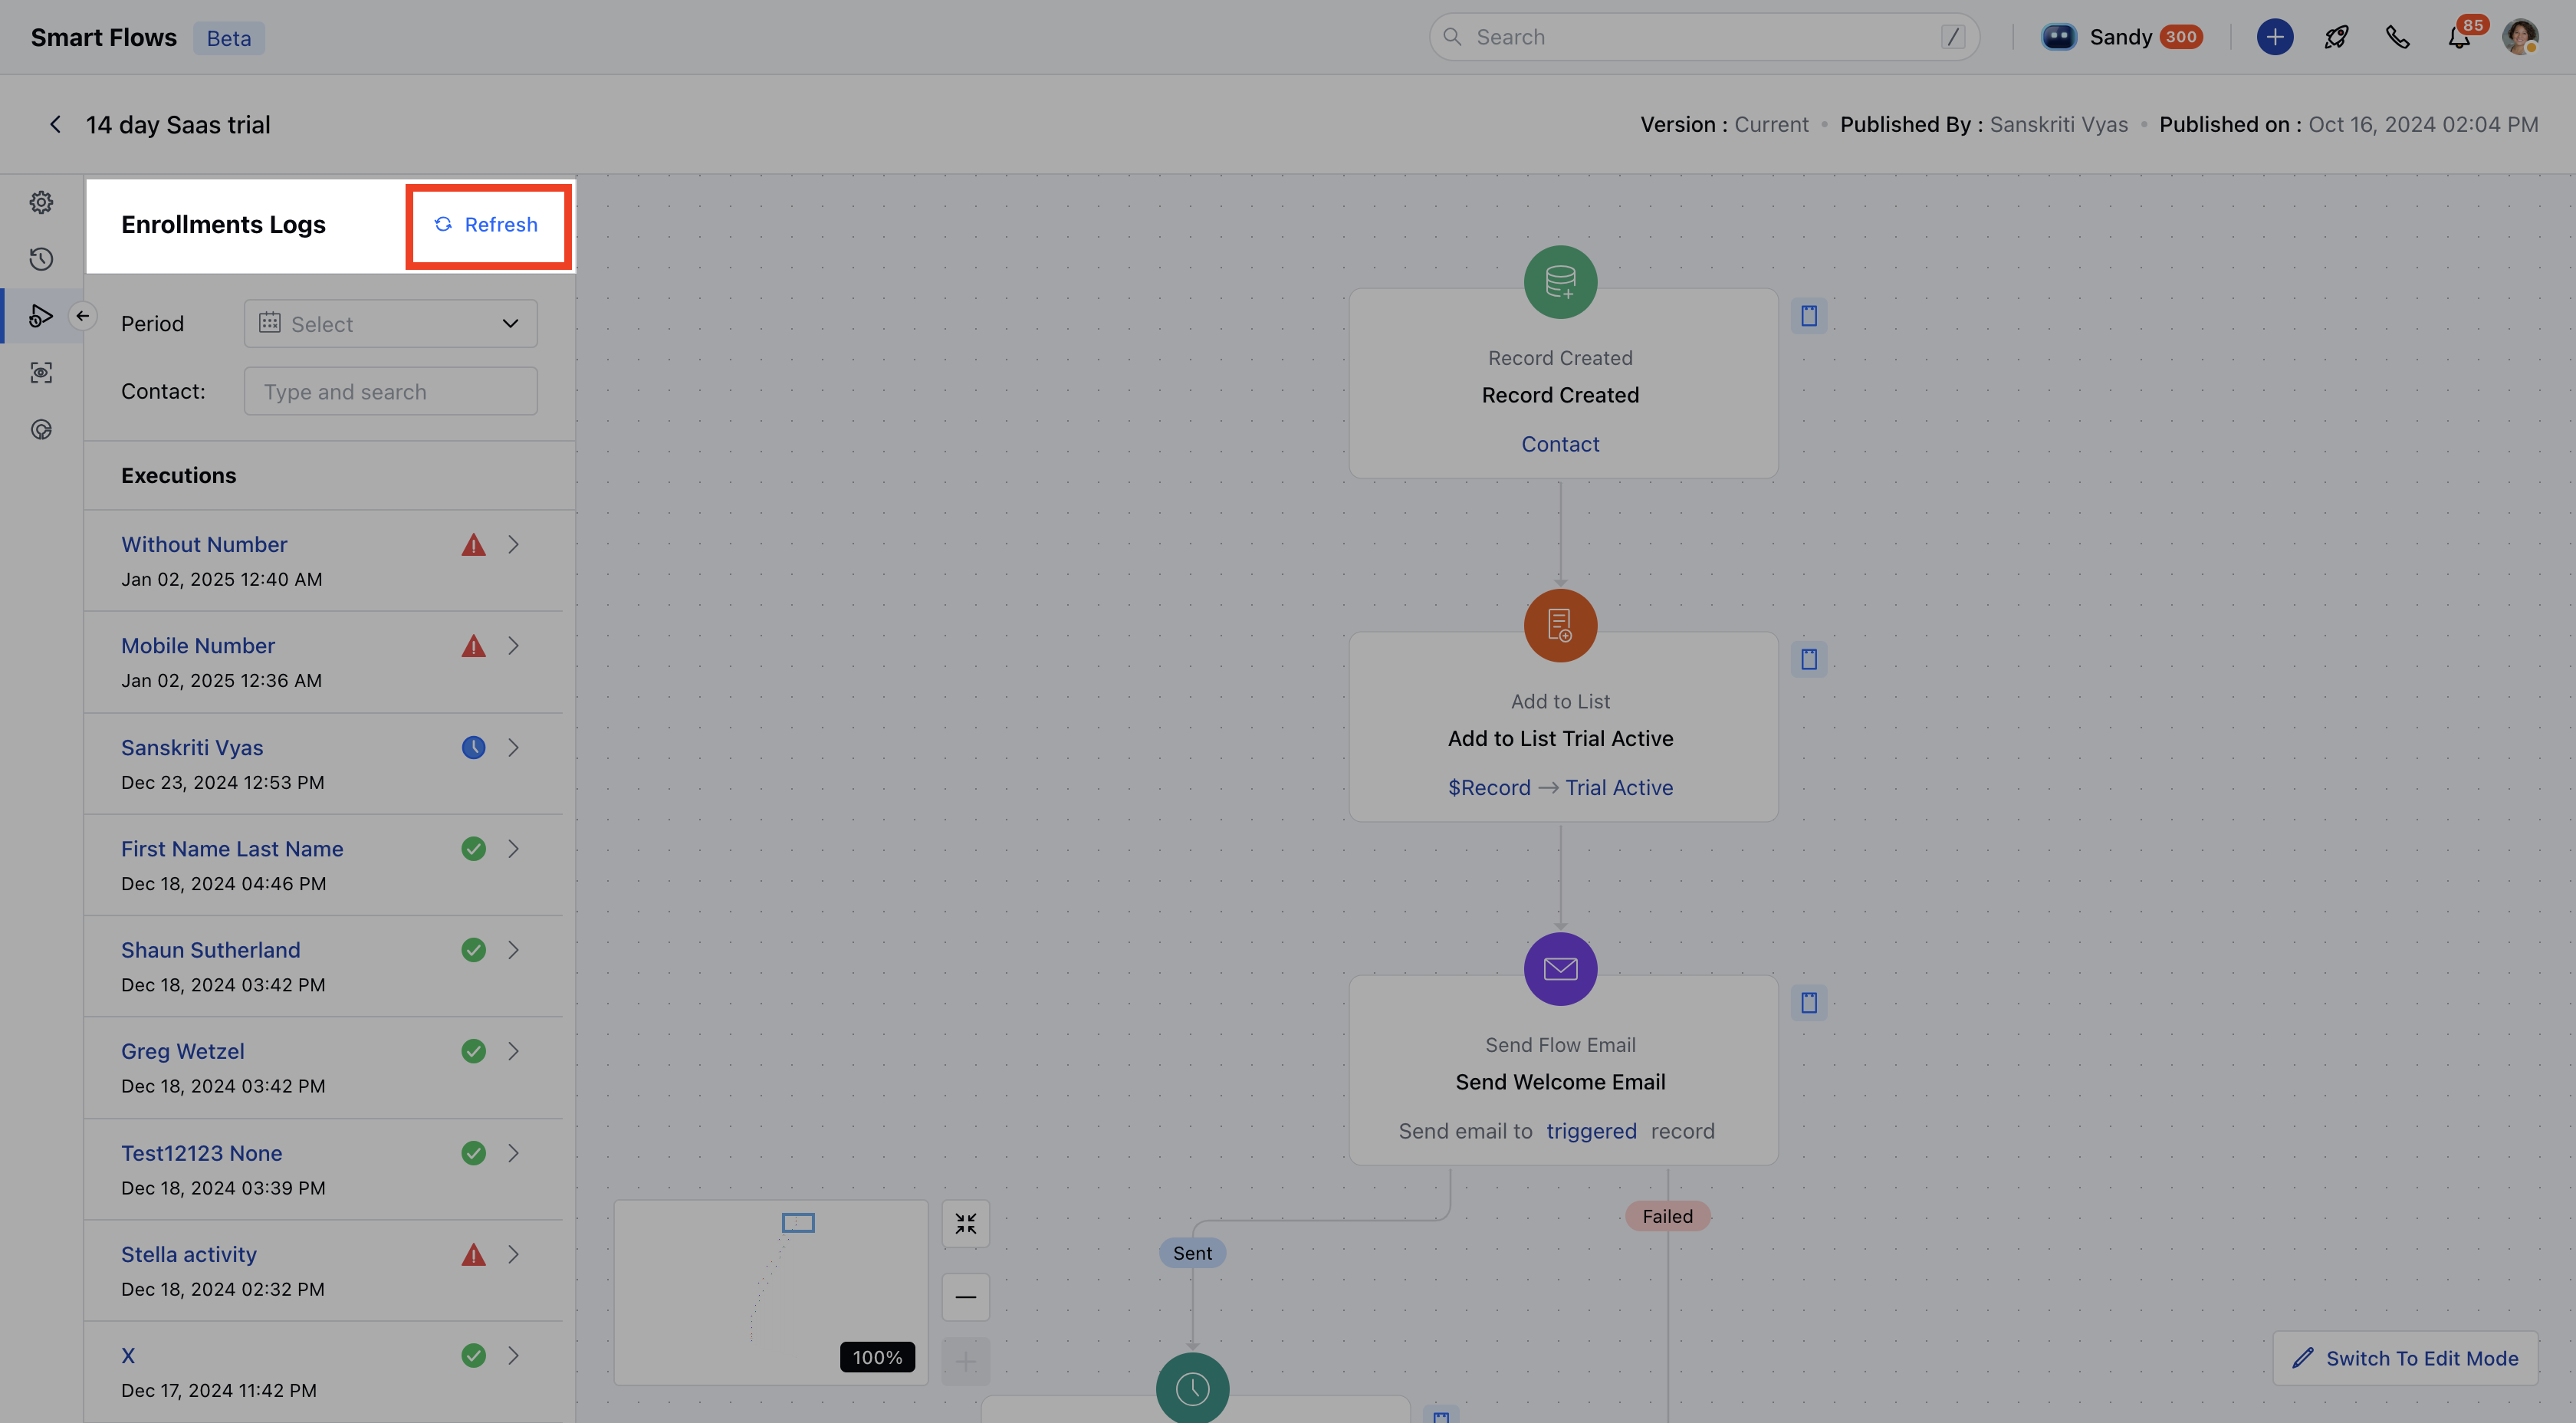 Smart Flows
Beta
Search
/
Sandy
300
85
14 day Saas trial
Version : Current • Published By : Sanskriti Vyas • Published on : Oct 16, 2024 02:04 PM
Enrollments Logs
Refresh
Period
Select
Contact:
Type and search
Executions
Without Number
Jan 02, 2025 12:40 AM
Mobile Number
Jan 02, 2025 12:36 AM
Sanskriti Vyas
Dec 23, 2024 12:53 PM
First Name Last Name
Dec 18, 2024 04:46 PM
Shaun Sutherland
Dec 18, 2024 03:42 PM
Greg Wetzel
Dec 18, 2024 03:42 PM
Test12123 None
Dec 18, 2024 03:39 PM
Stella activity
Dec 18, 2024 02:32 PM
X
Dec 17, 2024 11:42 PM
Record Created
Record Created
Contact
Add to List
Add to List Trial Active
$Record → Trial Active
Send Flow Email
Send Welcome Email
Send email to triggered record
Failed
Sent
100%
Switch To Edit Mode